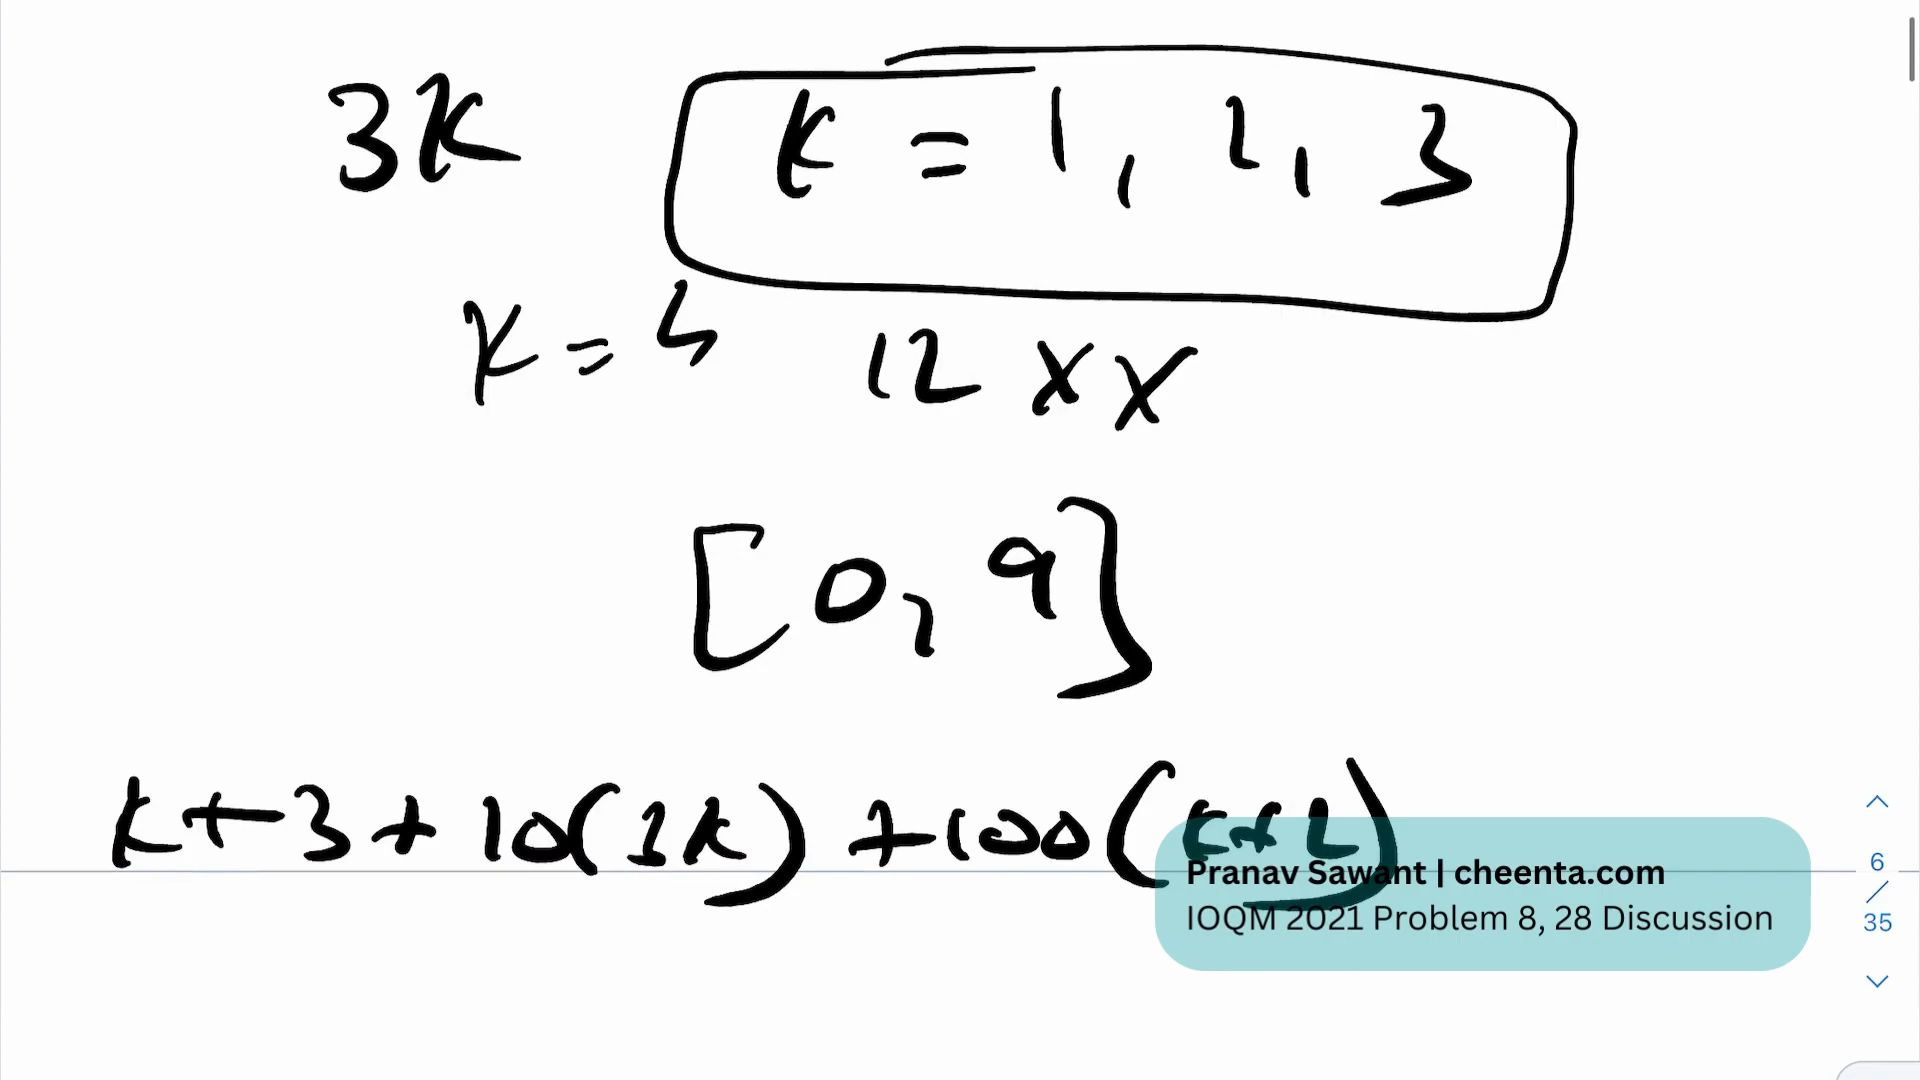 3k k = 1, 2, 3
k = 4 12 XX
[0, 9]
k + 3 + 10(3k) + 100(k+2)
Pranav Sawant | cheenta.com
IOQM 2021 Problem 8, 28 Discussion
6
/
35